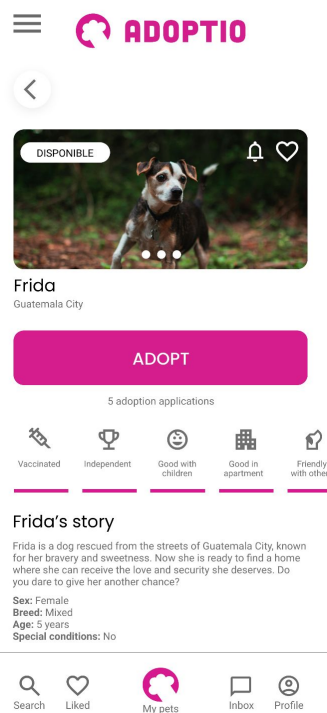 ADOPTIO
DISPONIBLE
Frida
Guatemala City
ADOPT
5 adoption applications
Vaccinated
Independent
Good with
children
Good in
apartment
Friendly
with other
Frida's story
Frida is a dog rescued from the streets of Guatemala City, known
for her bravery and sweetness. Now she is ready to find a home
where she can receive the love and security she deserves. Do
you dare to give her another chance?
Sex: Female
Breed: Mixed
Age: 5 years
Special conditions: No
Search
Liked
My pets
Inbox
Profile